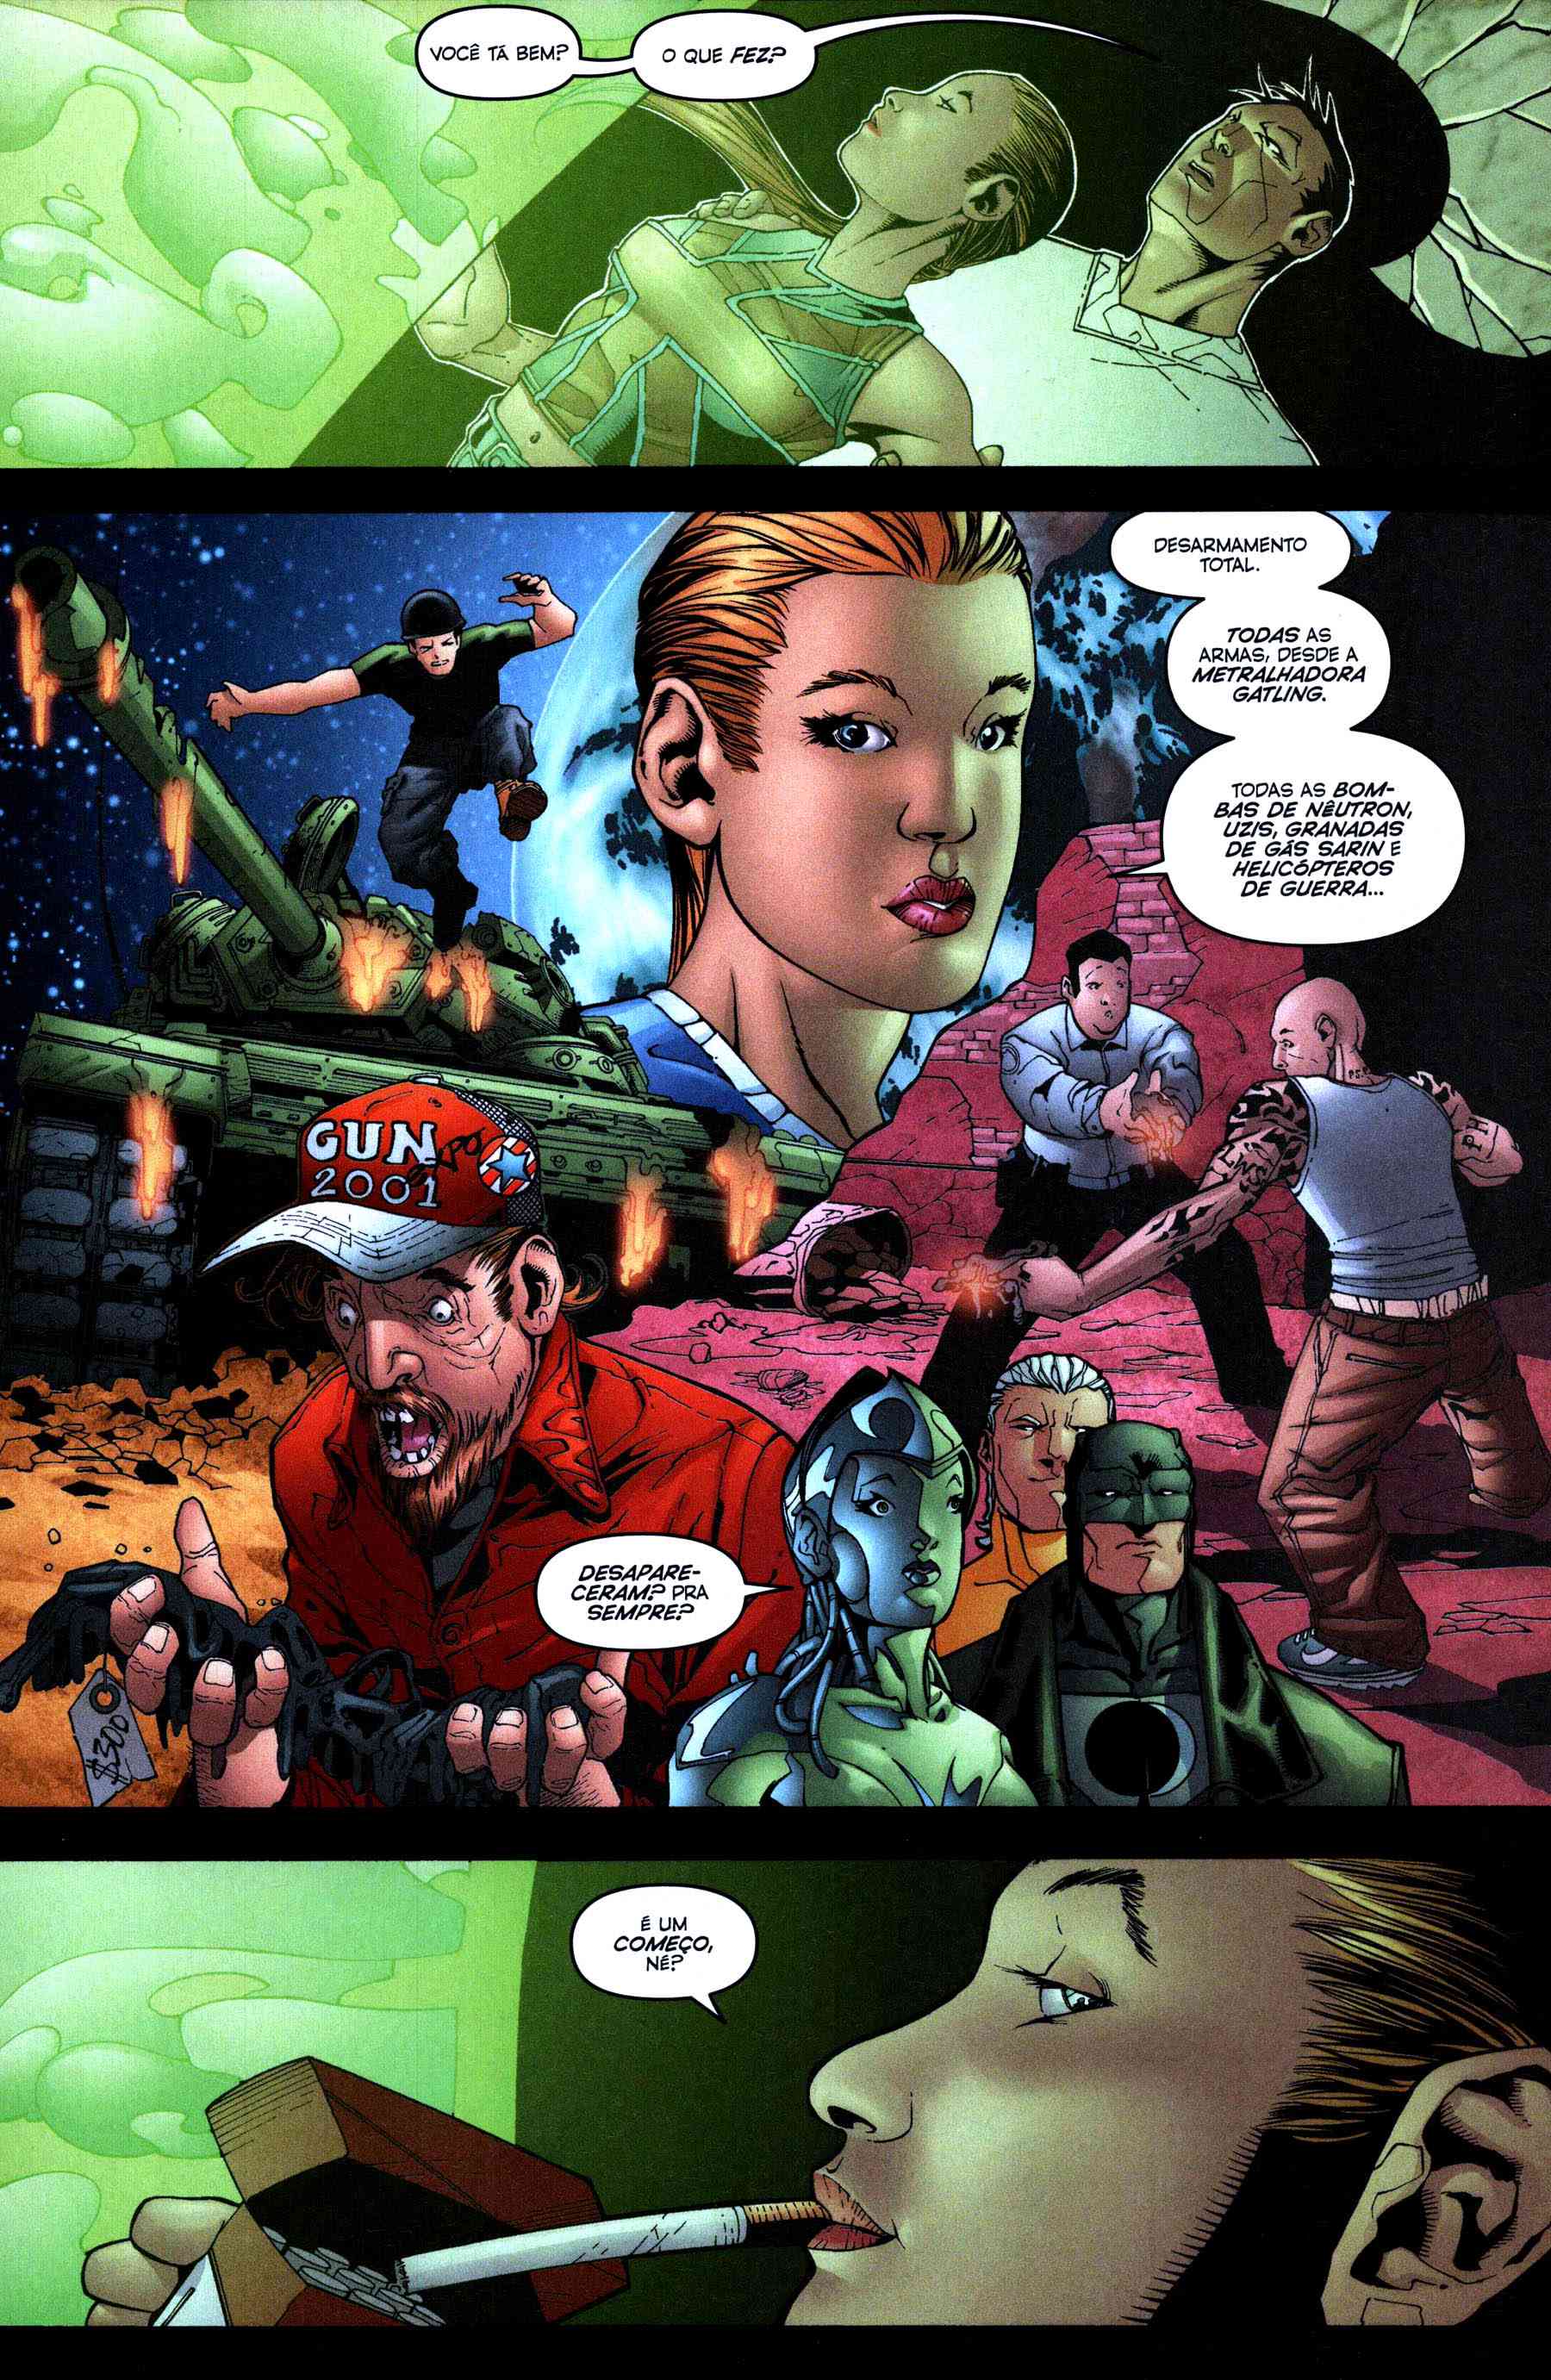 VOCÊ TÁ BEM?
O QUE FEZ?
DESARMAMENTO
TOTAL.
TODAS AS
ARMAS, DESDE A
METRALHADORA
GATLING.
TODAS AS BOM-
BAS DE NÊUTRON,
UZIS, GRANADAS
DE GÁS SARIN E
HELICÓPTEROS
DE GUERRA...
GUN
EXPO
2001
DESAPARE-
CERAM? PRA
SEMPRE?
$300
É UM
COMEÇO,
NÉ?